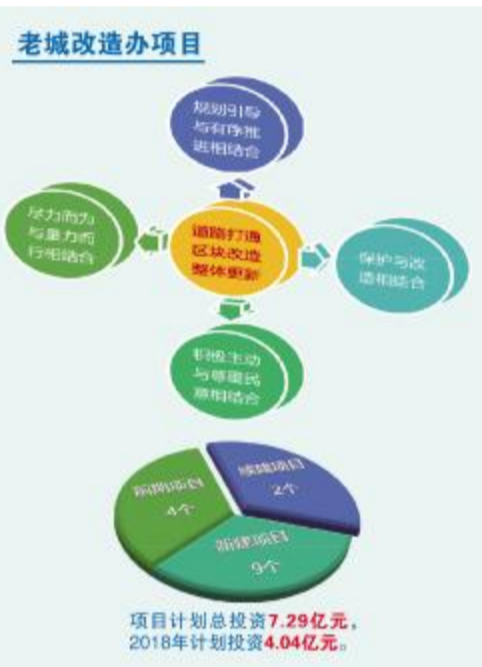 老城改造办项目
规划引导
与有序推
进相结合
尽力而为
与量力而
行相结合
道路打通
区块改造
整体更新
保护与改
造相结合
积极主动
与尊重民
意相结合
前期项目
4个
续建项目
2个
新建项目
9个
项目计划总投资7.29亿元，
2018年计划投资4.04亿元。